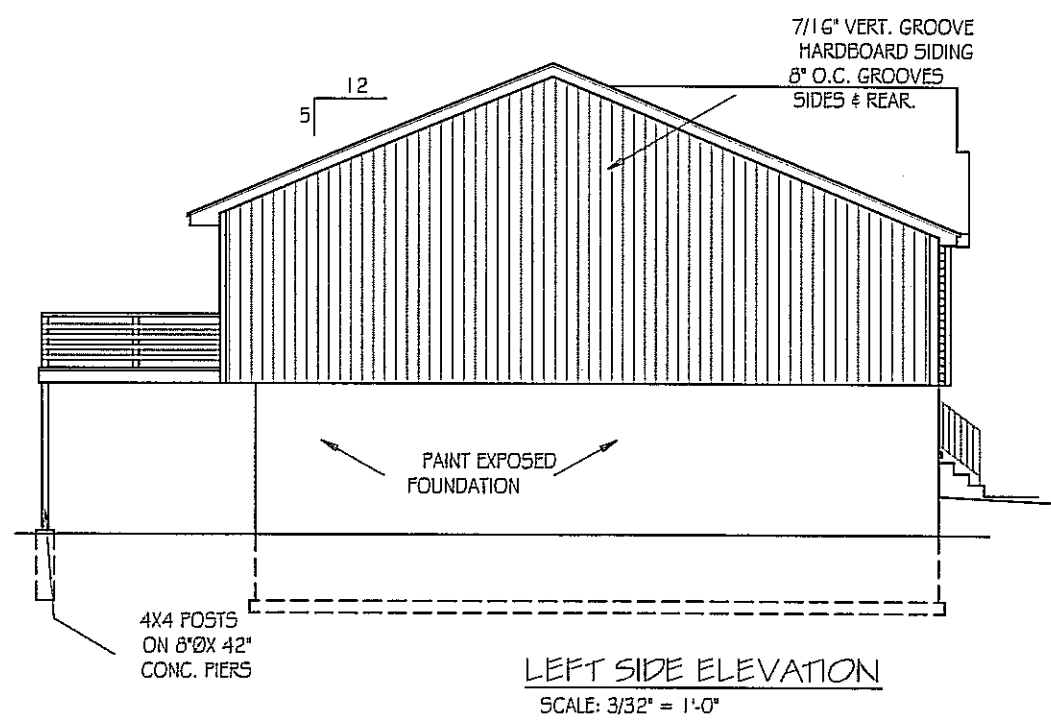 7/16" VERT. GROOVE
HARDBOARD SIDING
8" O.C. GROOVES
SIDES & REAR.
12
5
PAINT EXPOSED
FOUNDATION
4X4 POSTS
ON 8"ØX 42"
CONC. PIERS
LEFT SIDE ELEVATION
SCALE: 3/32" = 1'-0"